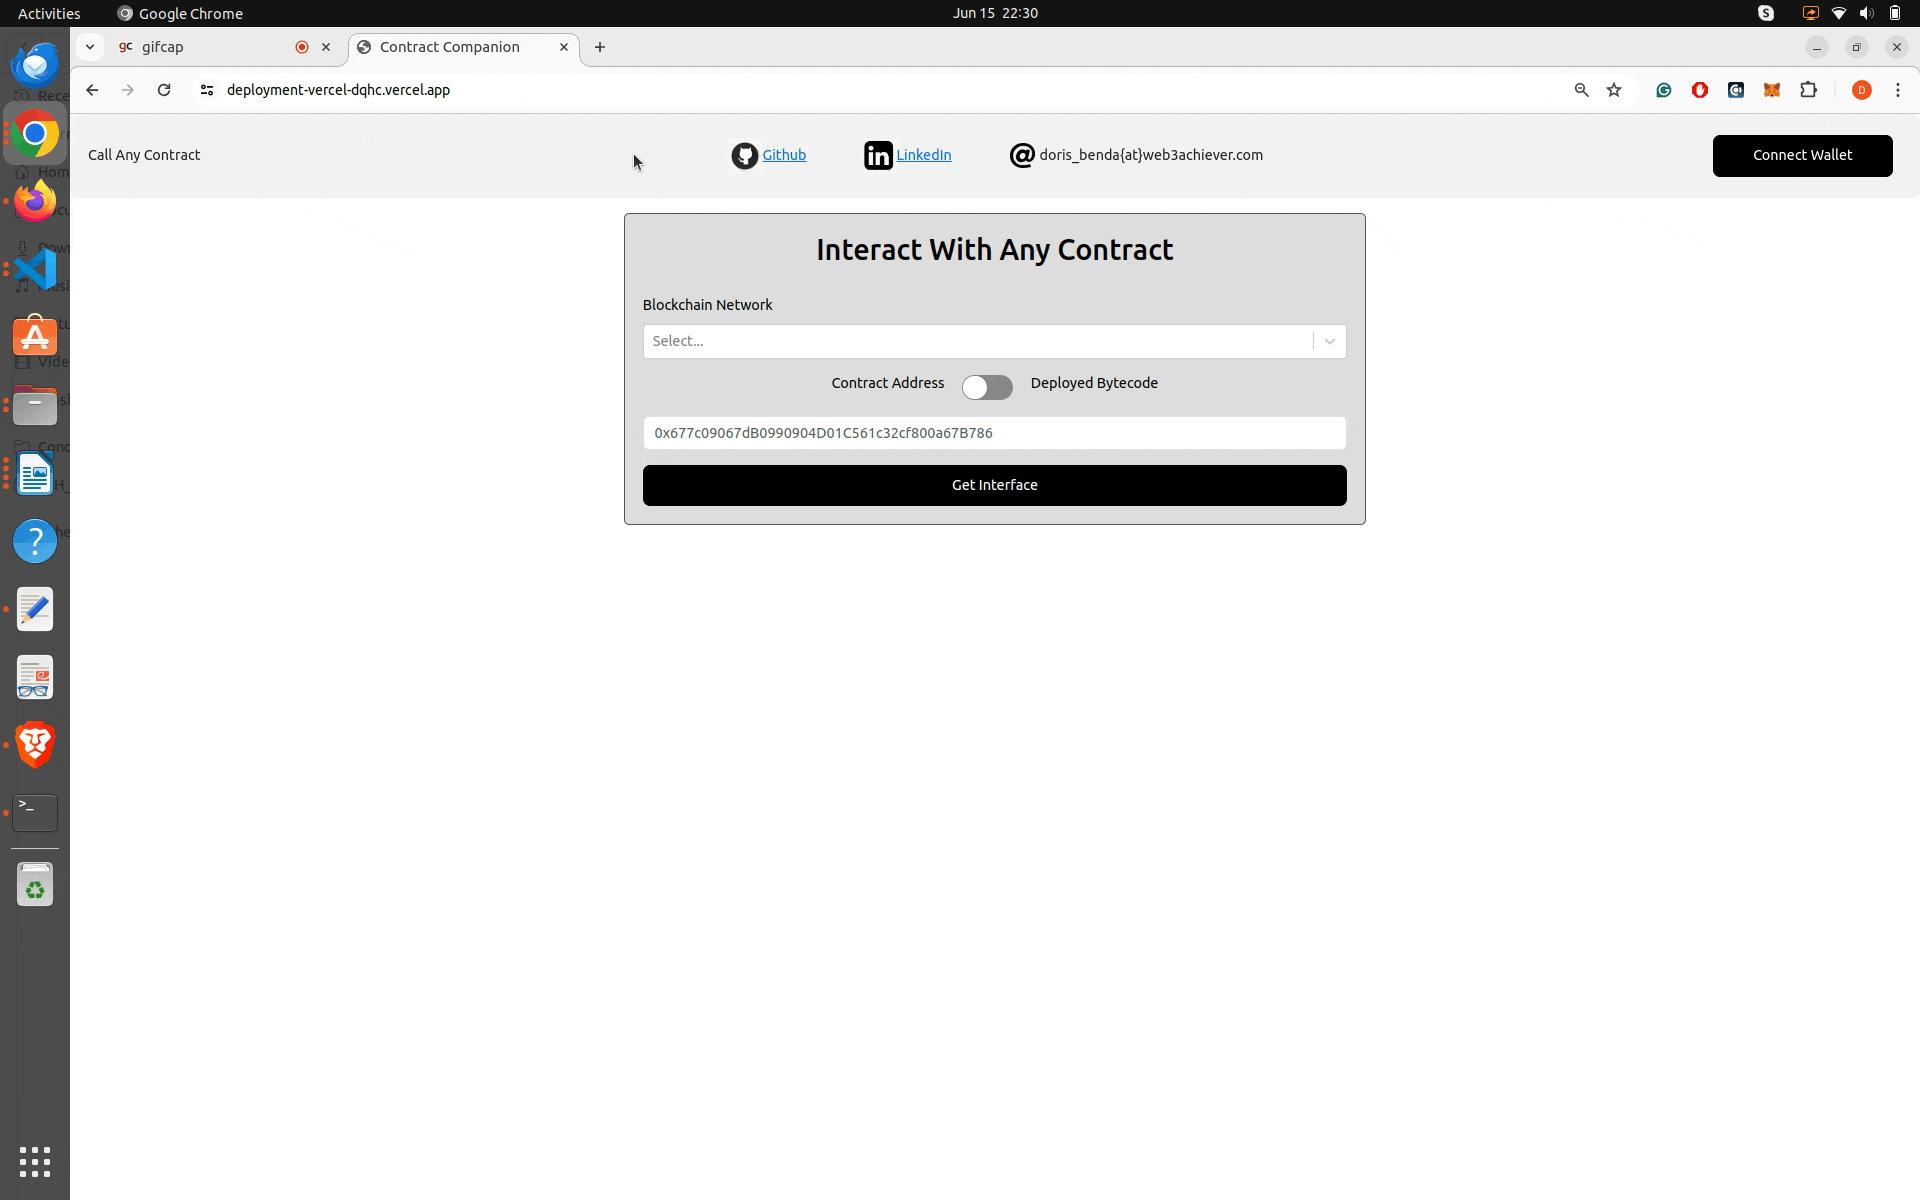 Activities
Google Chrome
Jun 15 22:30
gc gifcap
Contract Companion
deployment-vercel-dqhc.vercel.app
D
Call Any Contract
Github
LinkedIn
doris_benda{at}web3achiever.com
Connect Wallet
Interact With Any Contract
Blockchain Network
Select...
Contract Address
Deployed Bytecode
0x677c09067dB0990904D01C561c32cf800a67B786
Get Interface